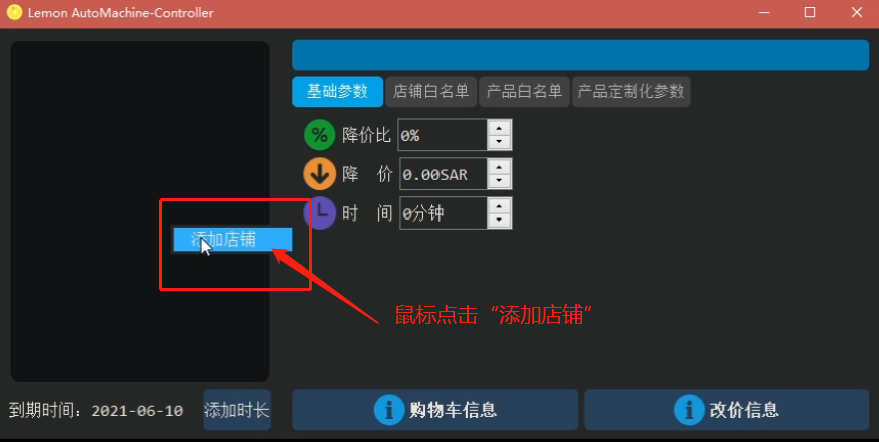 Lemon AutoMachine-Controller
基础参数 店铺白名单 产品白名单 产品定制化参数
% 降价比 0%
降 价 0.00SAR
时 间 0分钟
添加店铺
鼠标点击“添加店铺”
到期时间: 2021-06-10 添加时长 购物车信息 改价信息